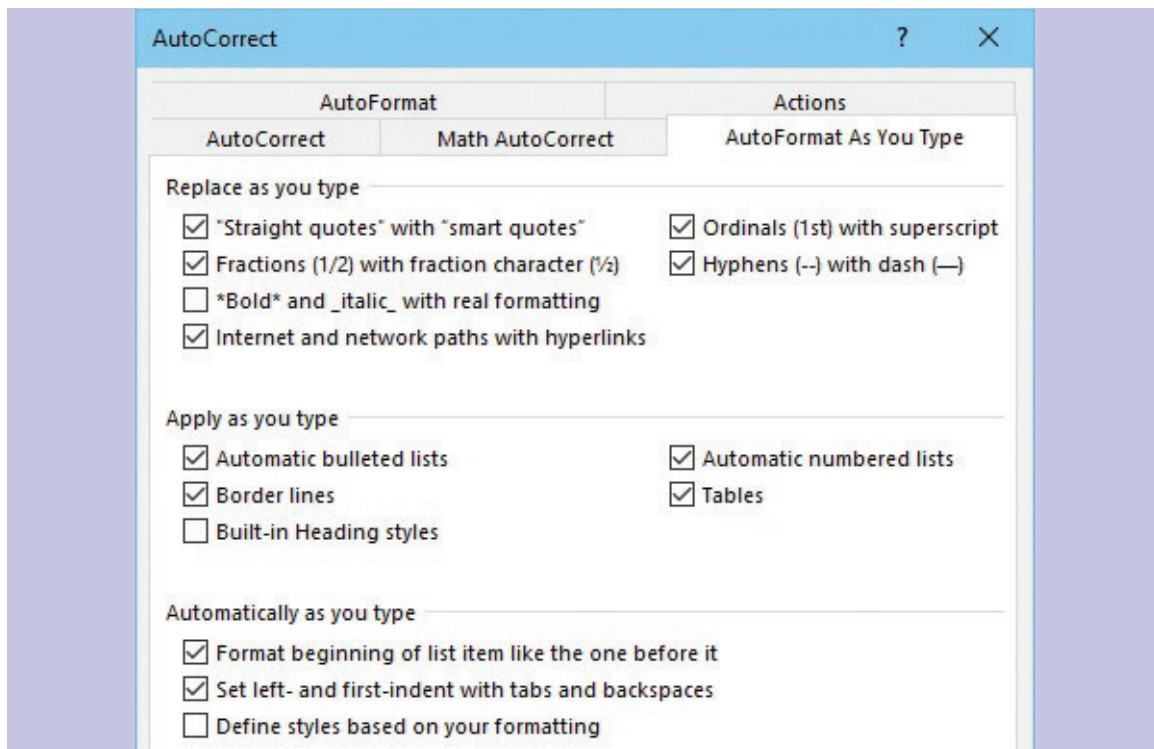 AutoCorrect ?
AutoFormat Actions
AutoCorrect Math AutoCorrect AutoFormat As You Type
Replace as you type
"Straight quotes" with “smart quotes” Ordinals (1st) with superscript
Fractions (1/2) with fraction character (½) Hyphens (--) with dash (—)
*Bold* and _italic_ with real formatting
Internet and network paths with hyperlinks
Apply as you type
Automatic bulleted lists Automatic numbered lists
Border lines Tables
Built-in Heading styles
Automatically as you type
Format beginning of list item like the one before it
Set left- and first-indent with tabs and backspaces
Define styles based on your formatting